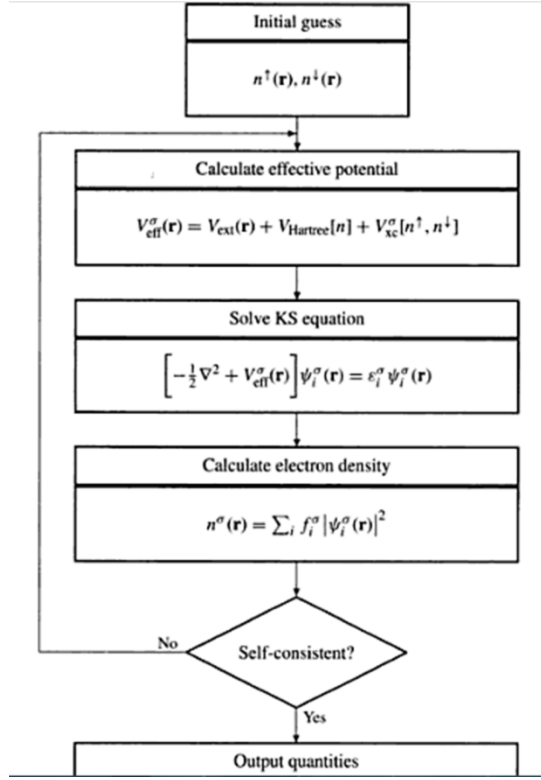 Initial guess
n↑(r), n↓(r)
Calculate effective potential
V^σ_eff(r) = V_ext(r) + V_Hartree[n] + V^σ_xc[n↑, n↓]
Solve KS equation
[−½∇² + V^σ_eff(r)]ψ^σ_i(r) = ε^σ_i ψ^σ_i(r)
Calculate electron density
n^σ(r) = ∑_i f^σ_i |ψ^σ_i(r)|²
No
Self-consistent?
Yes
Output quantities